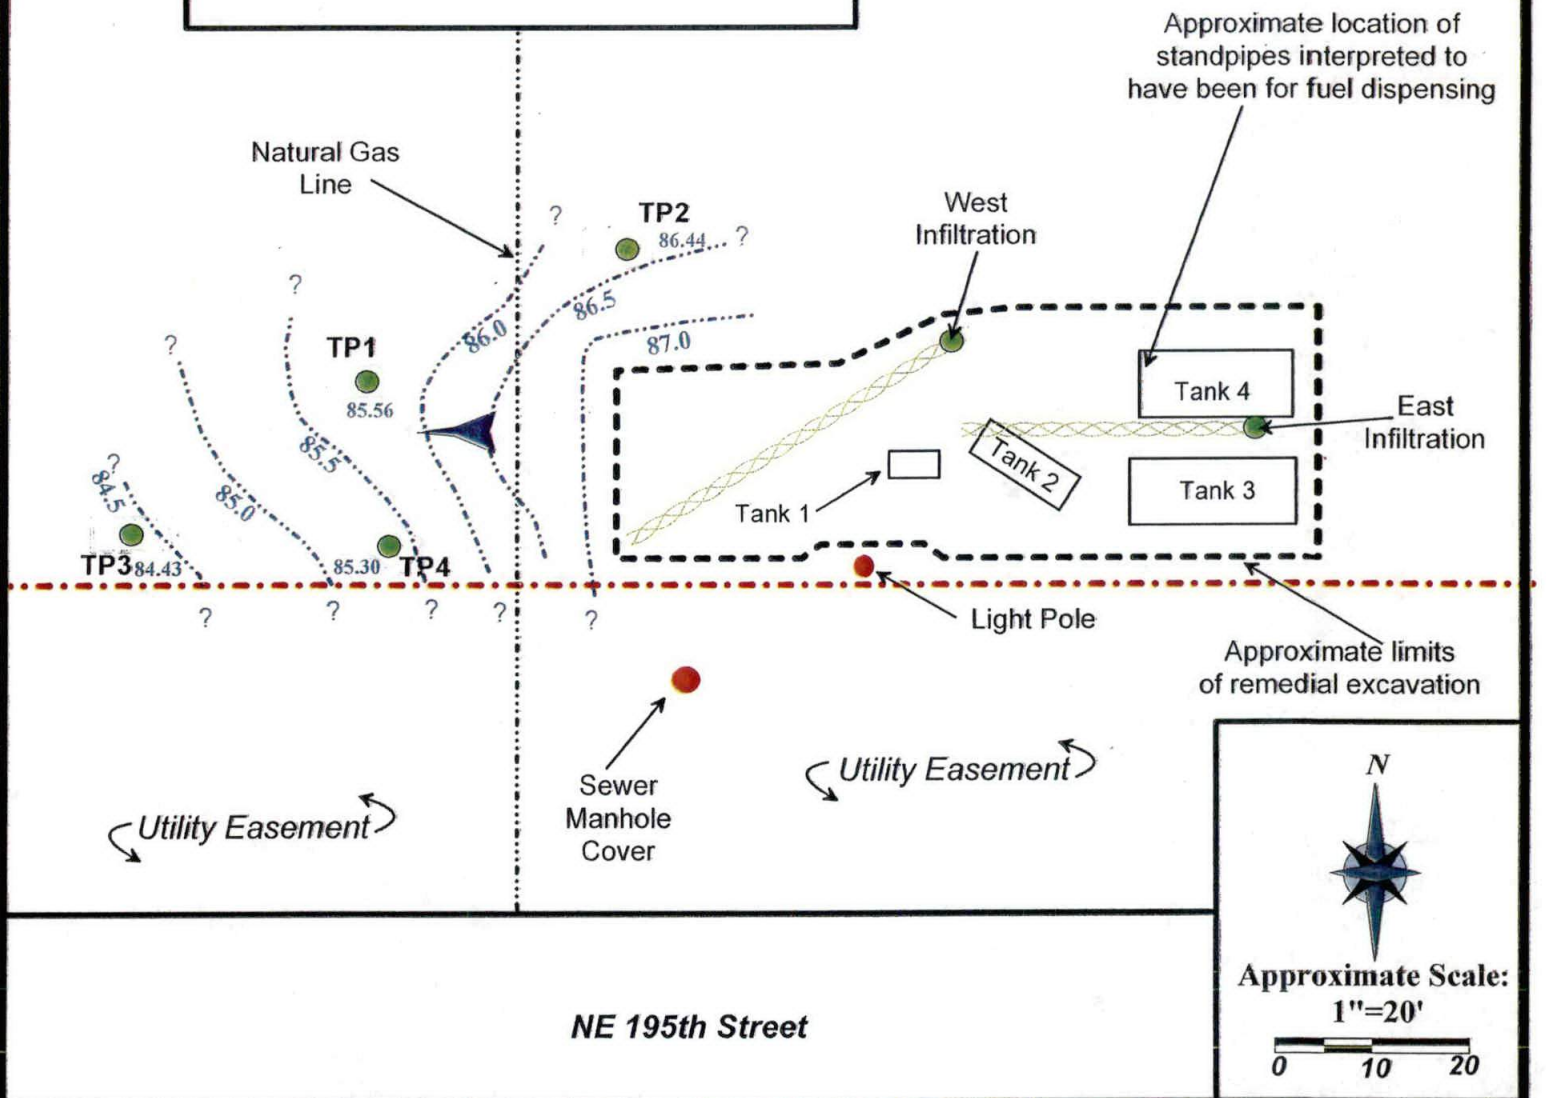 Approximate location of
standpipes interpreted to
have been for fuel dispensing
Natural Gas
Line
West
Infiltration
?
TP2
86.44
?
?
86.5
86.0
87.0
?
TP1
85.56
Tank 4
East
Infiltration
85.5
?
84.5
85.0
Tank 2
Tank 3
Tank 1
TP3 84.43
85.30 TP4
?
?
?
?
?
Light Pole
Approximate limits
of remedial excavation
Utility Easement
Sewer
Manhole
Cover
Utility Easement
N
Approximate Scale:
1"=20'
0 10 20
NE 195th Street